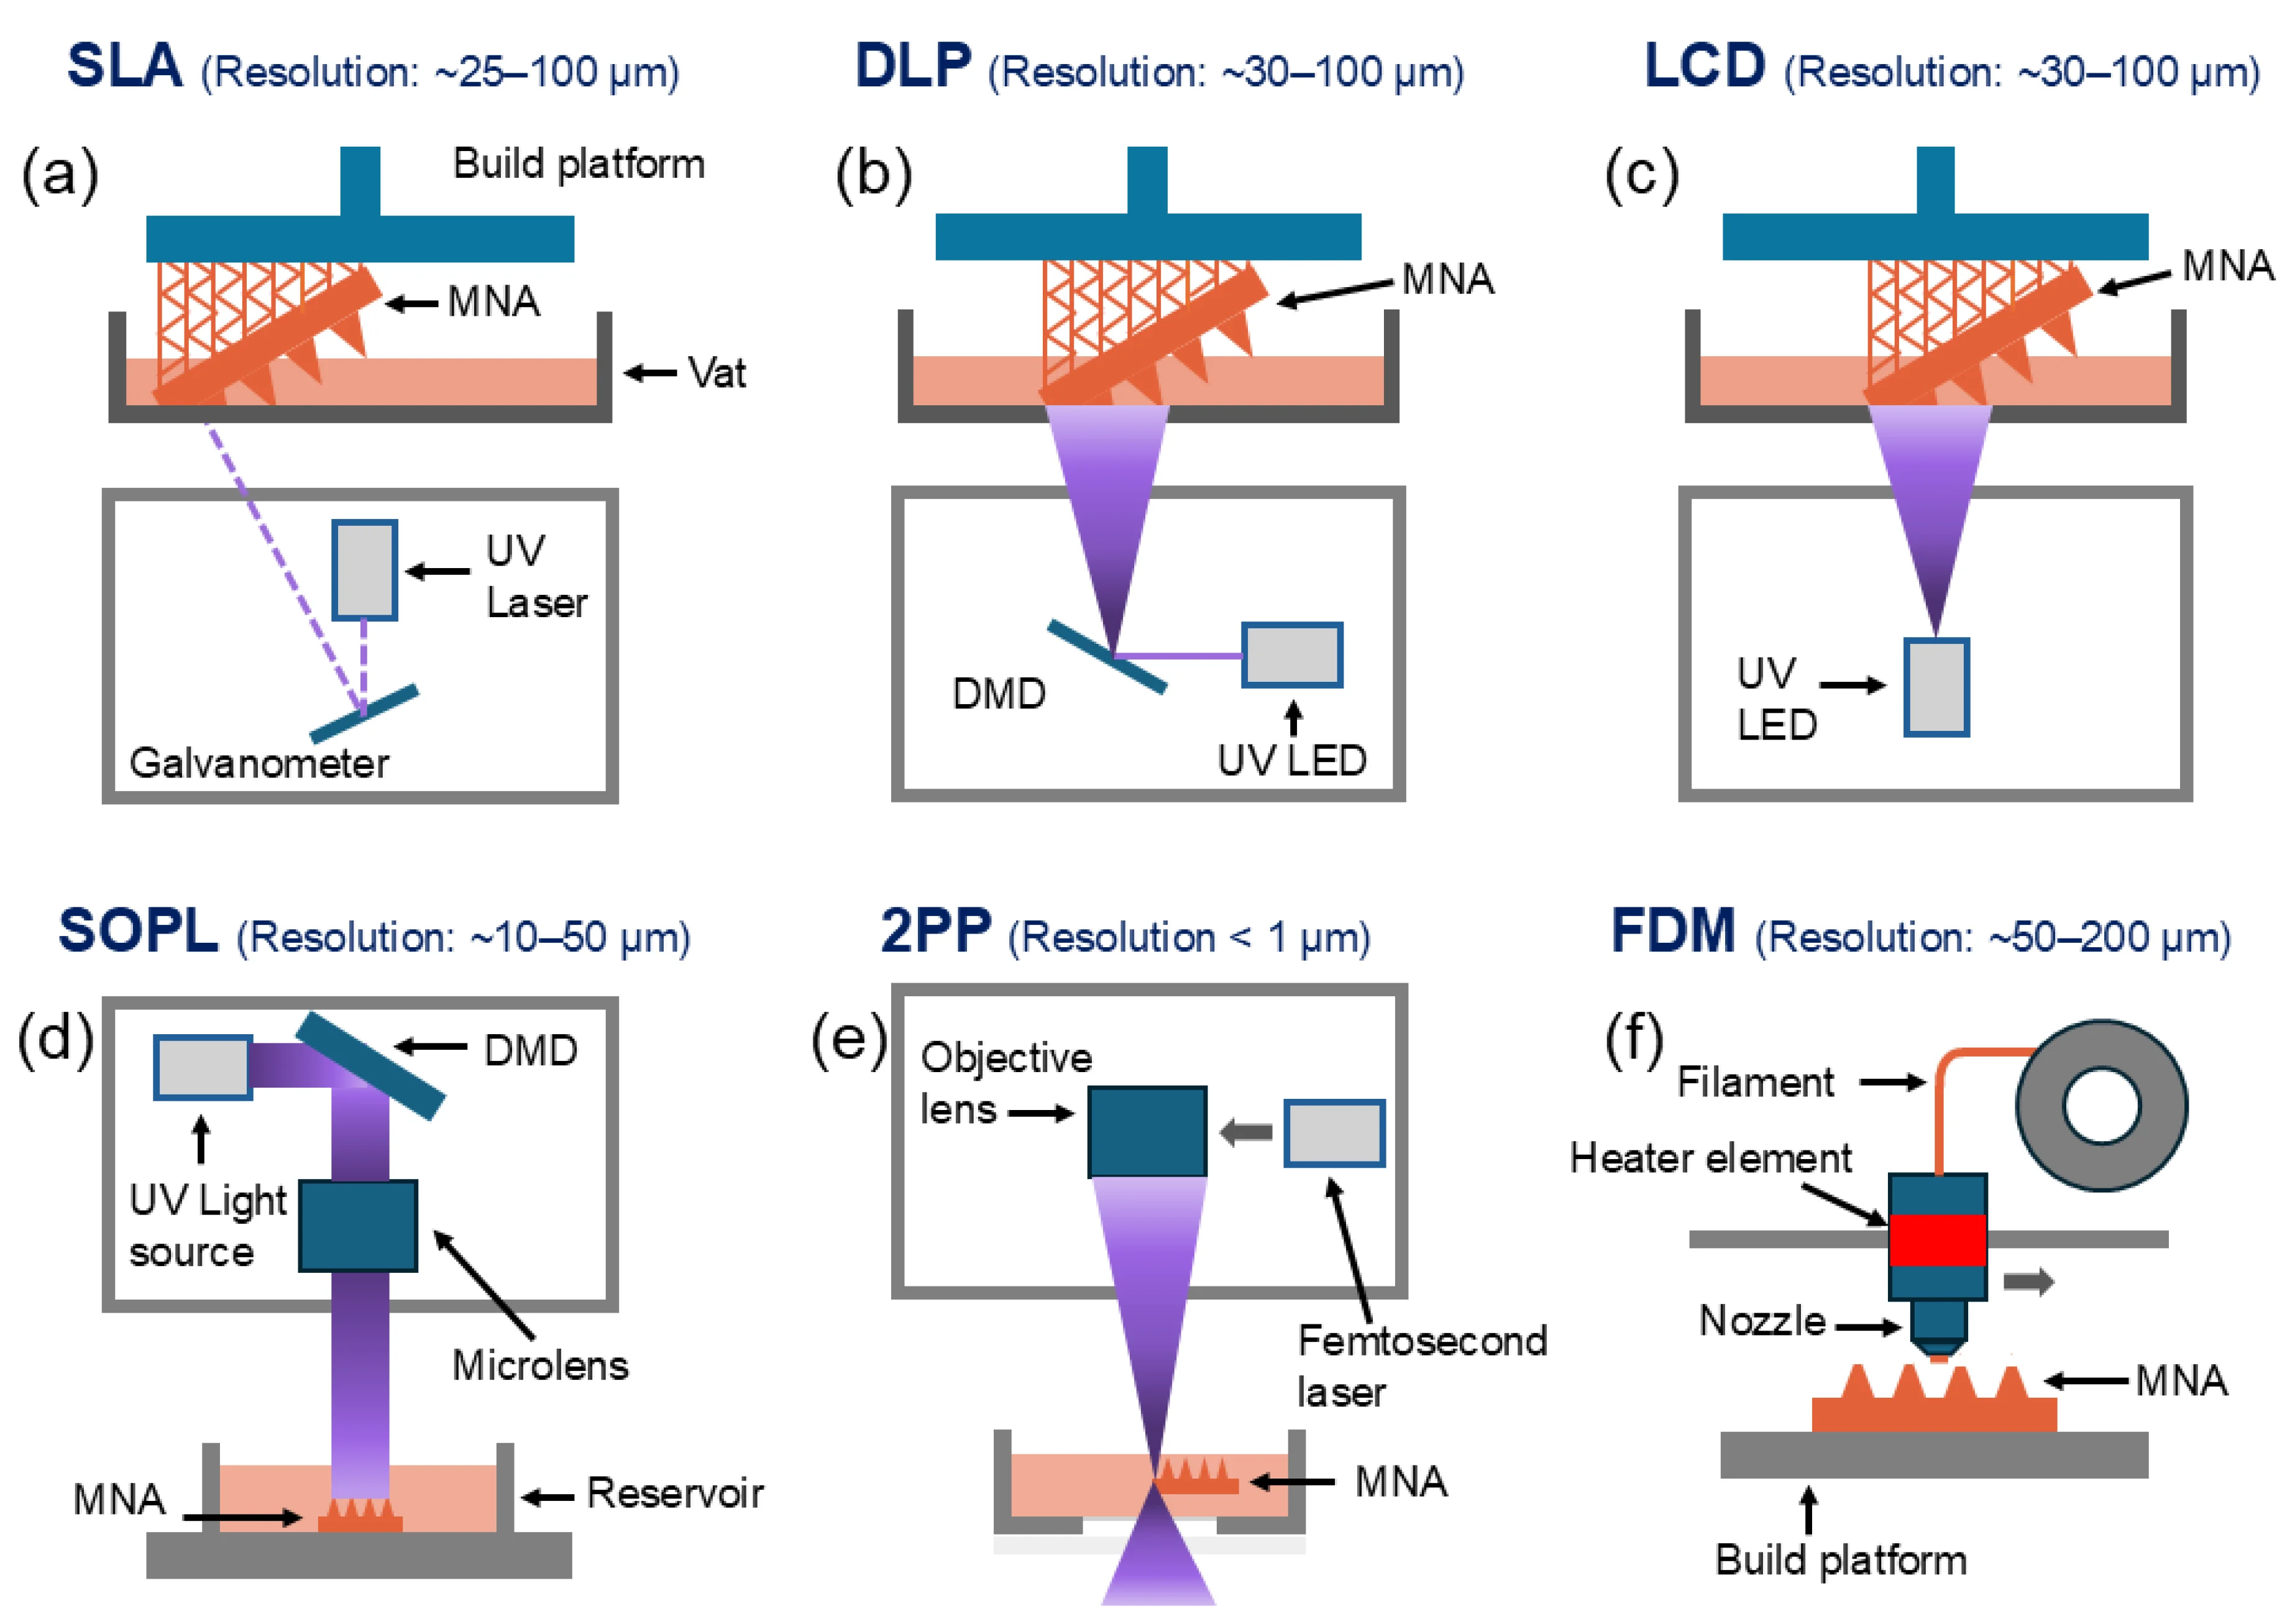 SLA (Resolution: ~25–100 µm)
DLP (Resolution: ~30–100 µm)
LCD (Resolution: ~30–100 µm)
(a)
Build platform
MNA
Vat
UV
Laser
Galvanometer
(b)
MNA
DMD
UV LED
(c)
MNA
UV
LED
SOPL (Resolution: ~10–50 µm)
2PP (Resolution < 1 µm)
FDM (Resolution: ~50–200 µm)
(d)
DMD
UV Light
source
Microlens
MNA
Reservoir
(e)
Objective
lens
Femtosecond
laser
MNA
(f)
Filament
Heater element
Nozzle
MNA
Build platform